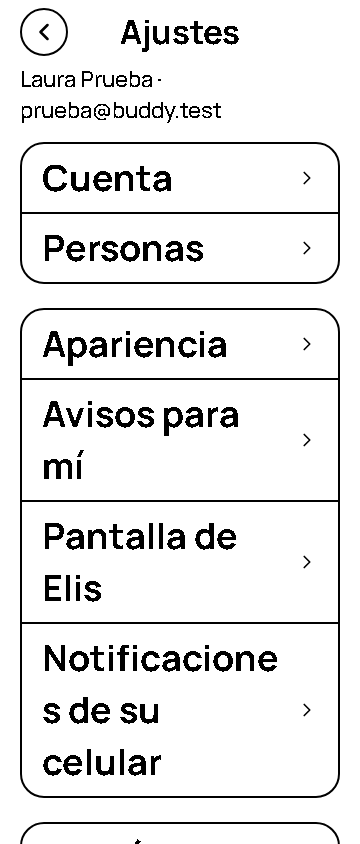 Ajustes
Laura Prueba ·
prueba@buddy.test
Cuenta
Personas
Apariencia
Avisos para
mí
Pantalla de
Elis
Notificacione
s de su
celular